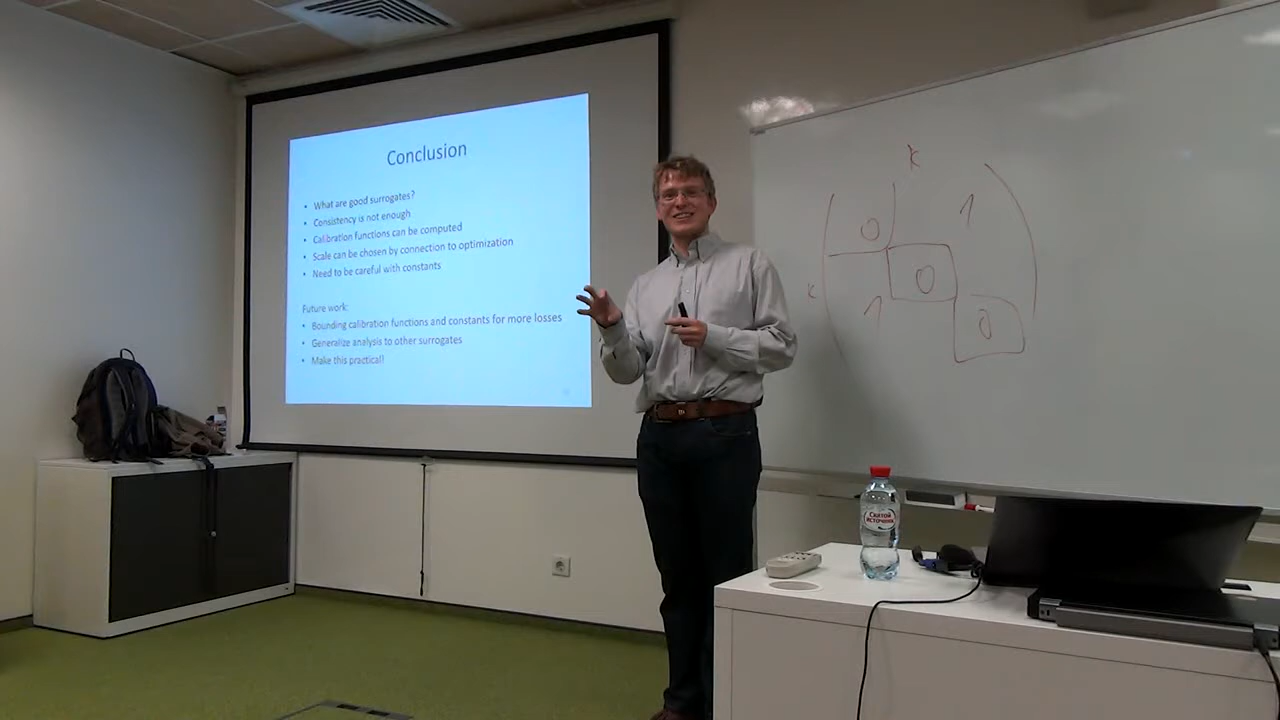 Conclusion
• What are good surrogates?
• Consistency is not enough
• Calibration functions can be computed
• Scale can be chosen by connection to optimization
• Need to be careful with constants
Future work:
• Bounding calibration functions and constants for more losses
• Generalize analysis to other surrogates
• Make this practical!
k
0 1
k 0
1 0
Святой
Источник